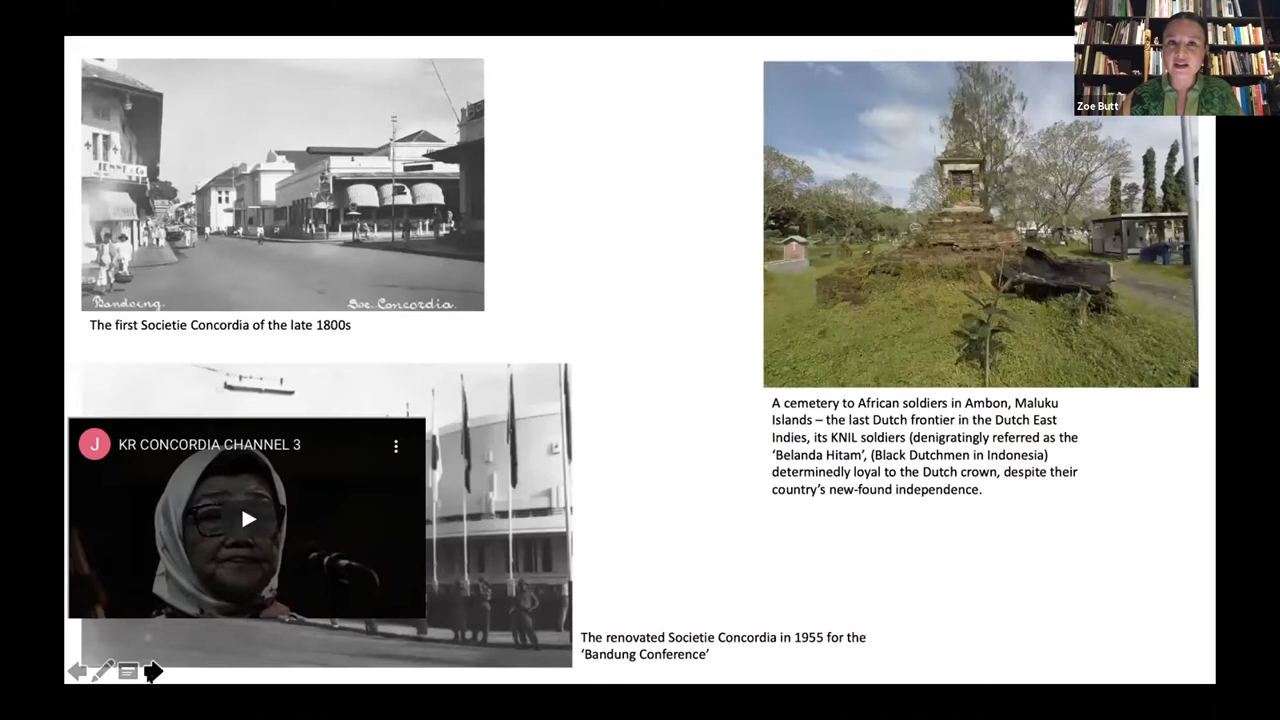 Zoe Butt
JENNE & Co
Bandoeng.
Soc. Concordia.
The first Societie Concordia of the late 1800s
A cemetery to African soldiers in Ambon, Maluku
Islands – the last Dutch frontier in the Dutch East
Indies, its KNIL soldiers (denigratingly referred as the
‘Belanda Hitam’, (Black Dutchmen in Indonesia)
determinedly loyal to the Dutch crown, despite their
country’s new-found independence.
J
KR CONCORDIA CHANNEL 3
The renovated Societie Concordia in 1955 for the
‘Bandung Conference’